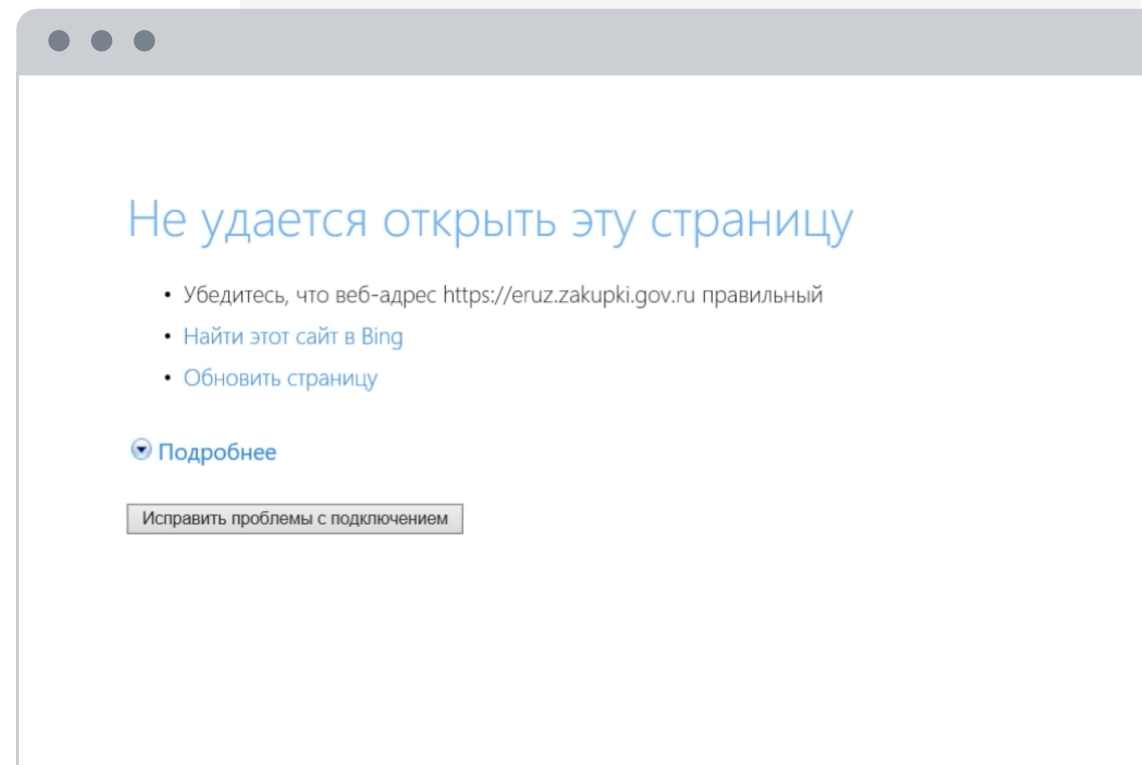 Не удается открыть эту страницу
• Убедитесь, что веб-адрес https://eruz.zakupki.gov.ru правильный
• Найти этот сайт в Bing
• Обновить страницу
Подробнее
Исправить проблемы с подключением